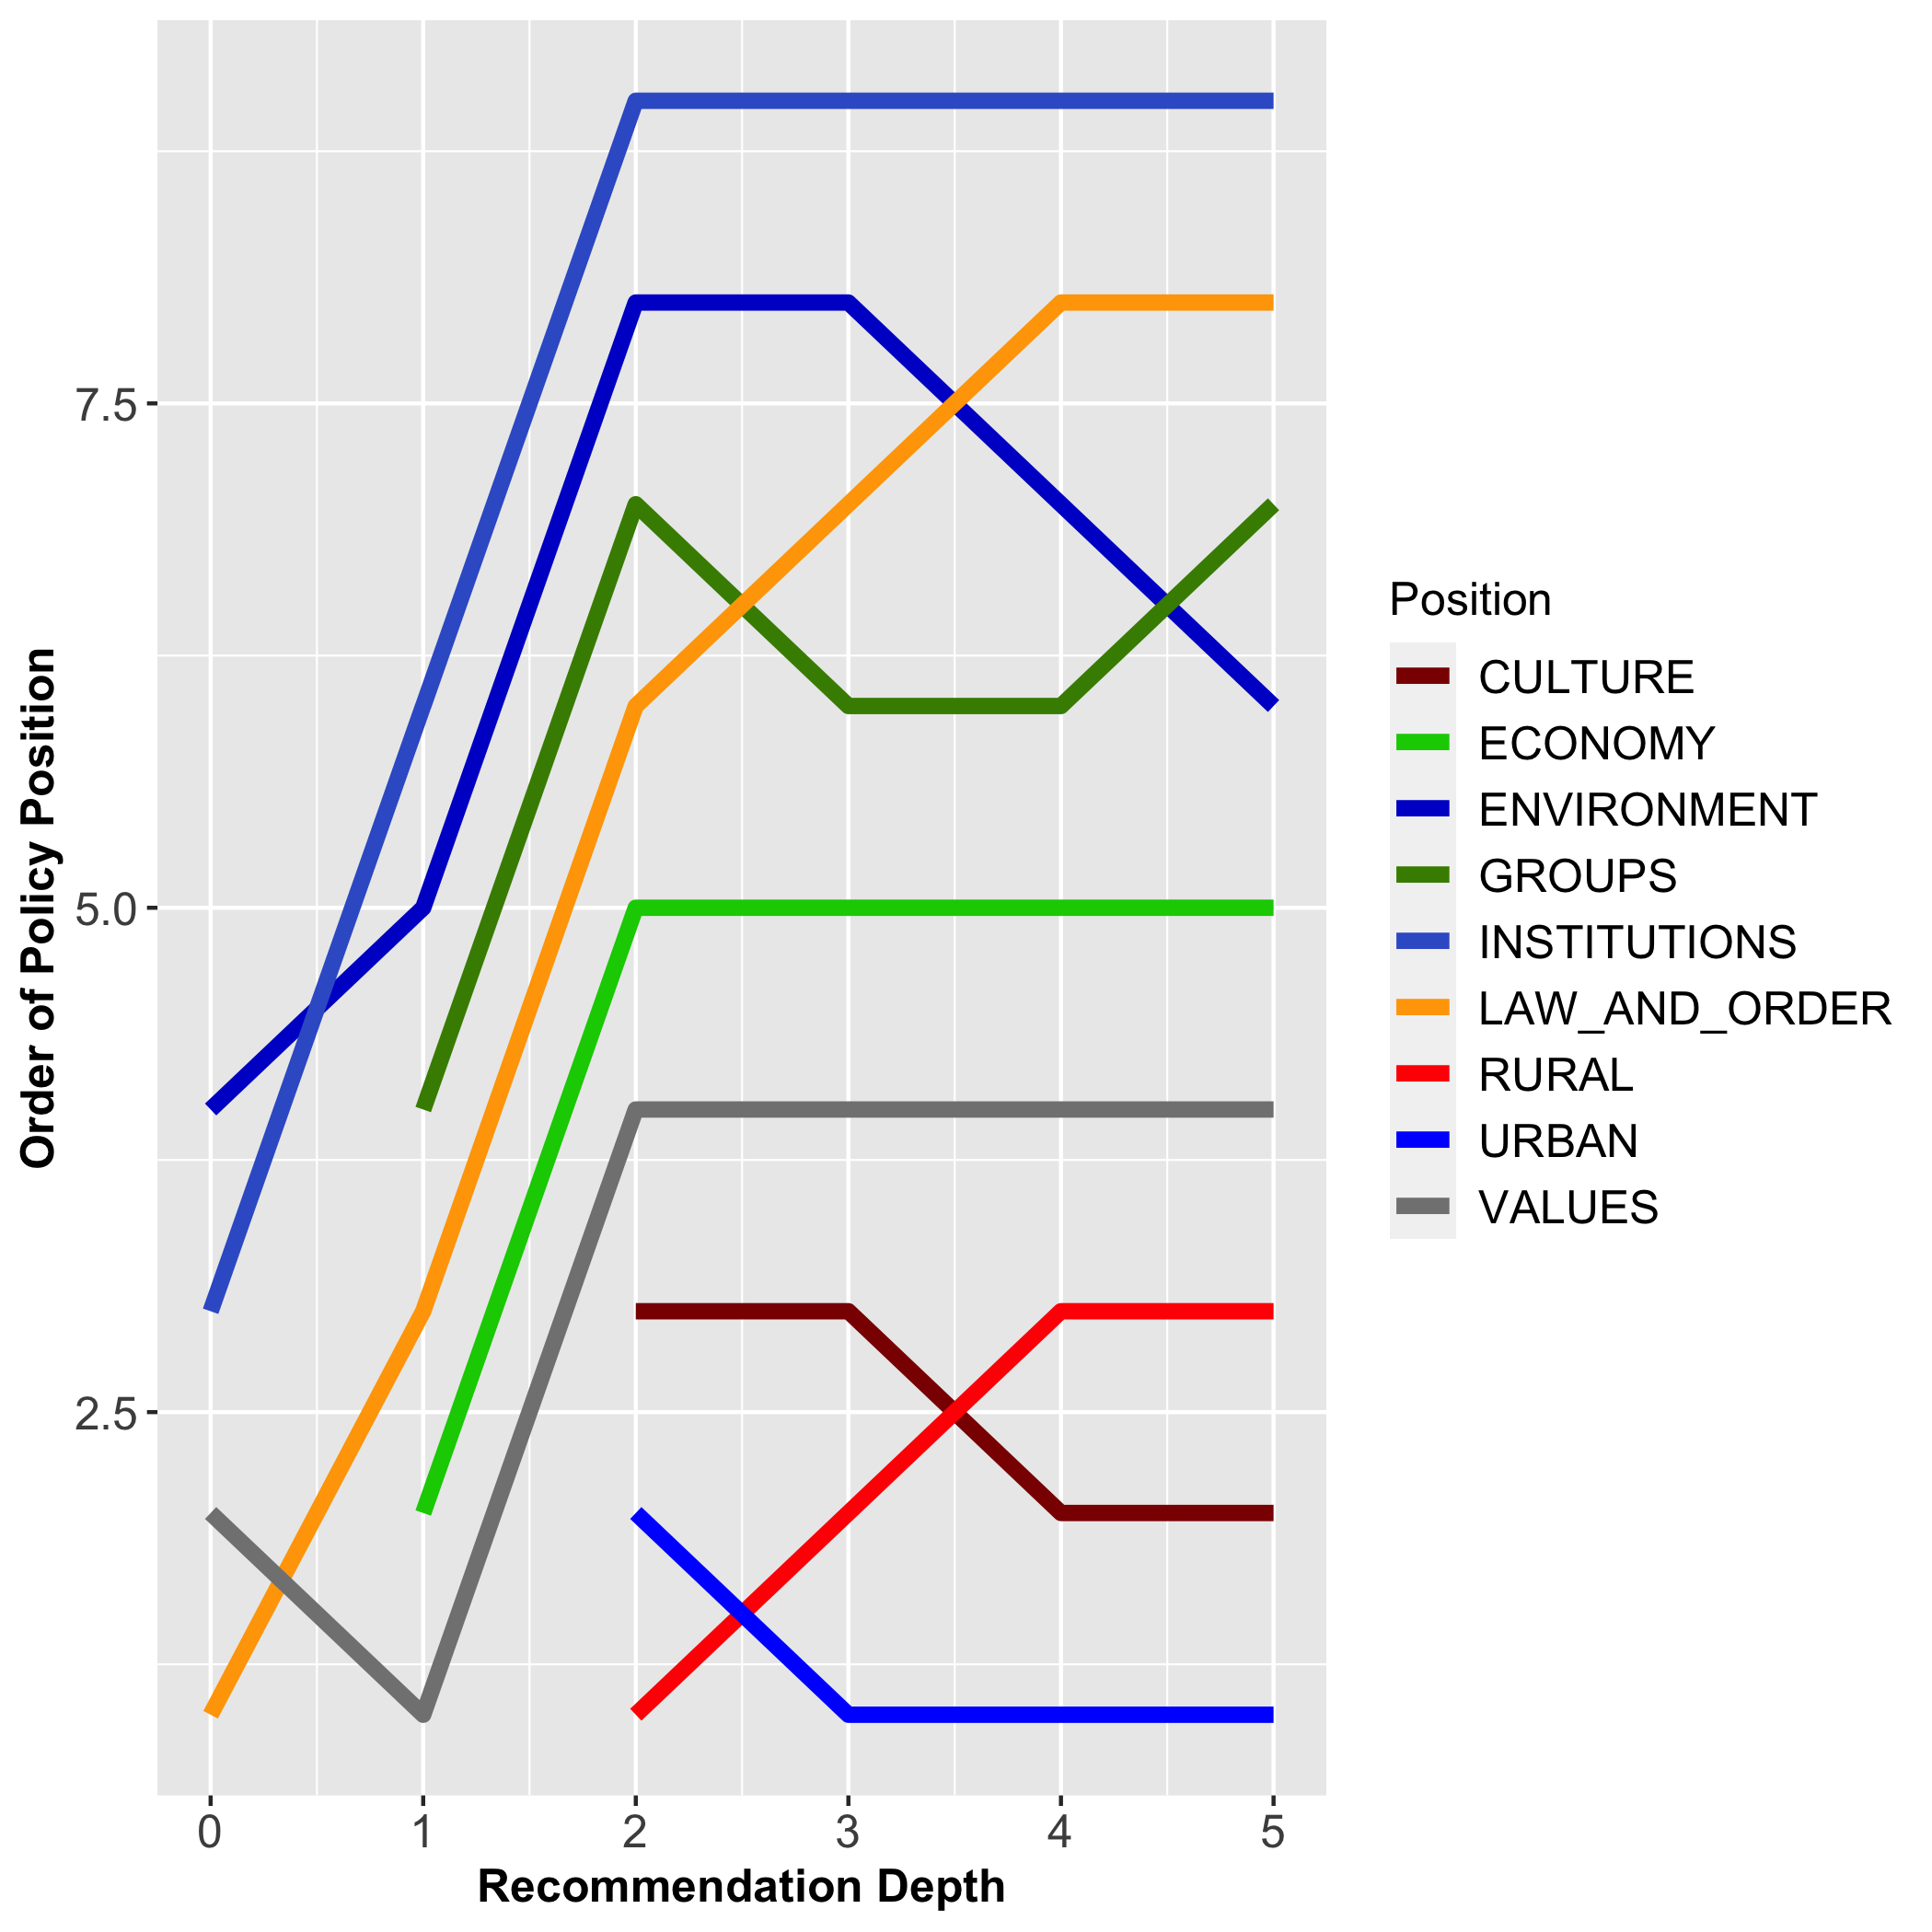 Order of Policy Position
7.5
5.0
2.5
0 1 2 3 4 5
Recommendation Depth
Position
CULTURE
ECONOMY
ENVIRONMENT
GROUPS
INSTITUTIONS
LAW_AND_ORDER
RURAL
URBAN
VALUES